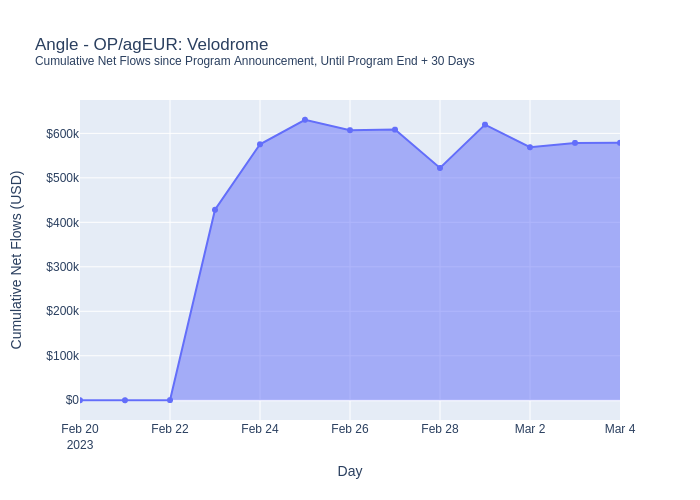 Angle - OP/agEUR: Velodrome
Cumulative Net Flows since Program Announcement, Until Program End + 30 Days
Cumulative Net Flows (USD)
$600k
$500k
$400k
$300k
$200k
$100k
$0
Feb 20
2023
Feb 22
Feb 24
Feb 26
Feb 28
Mar 2
Mar 4
Day